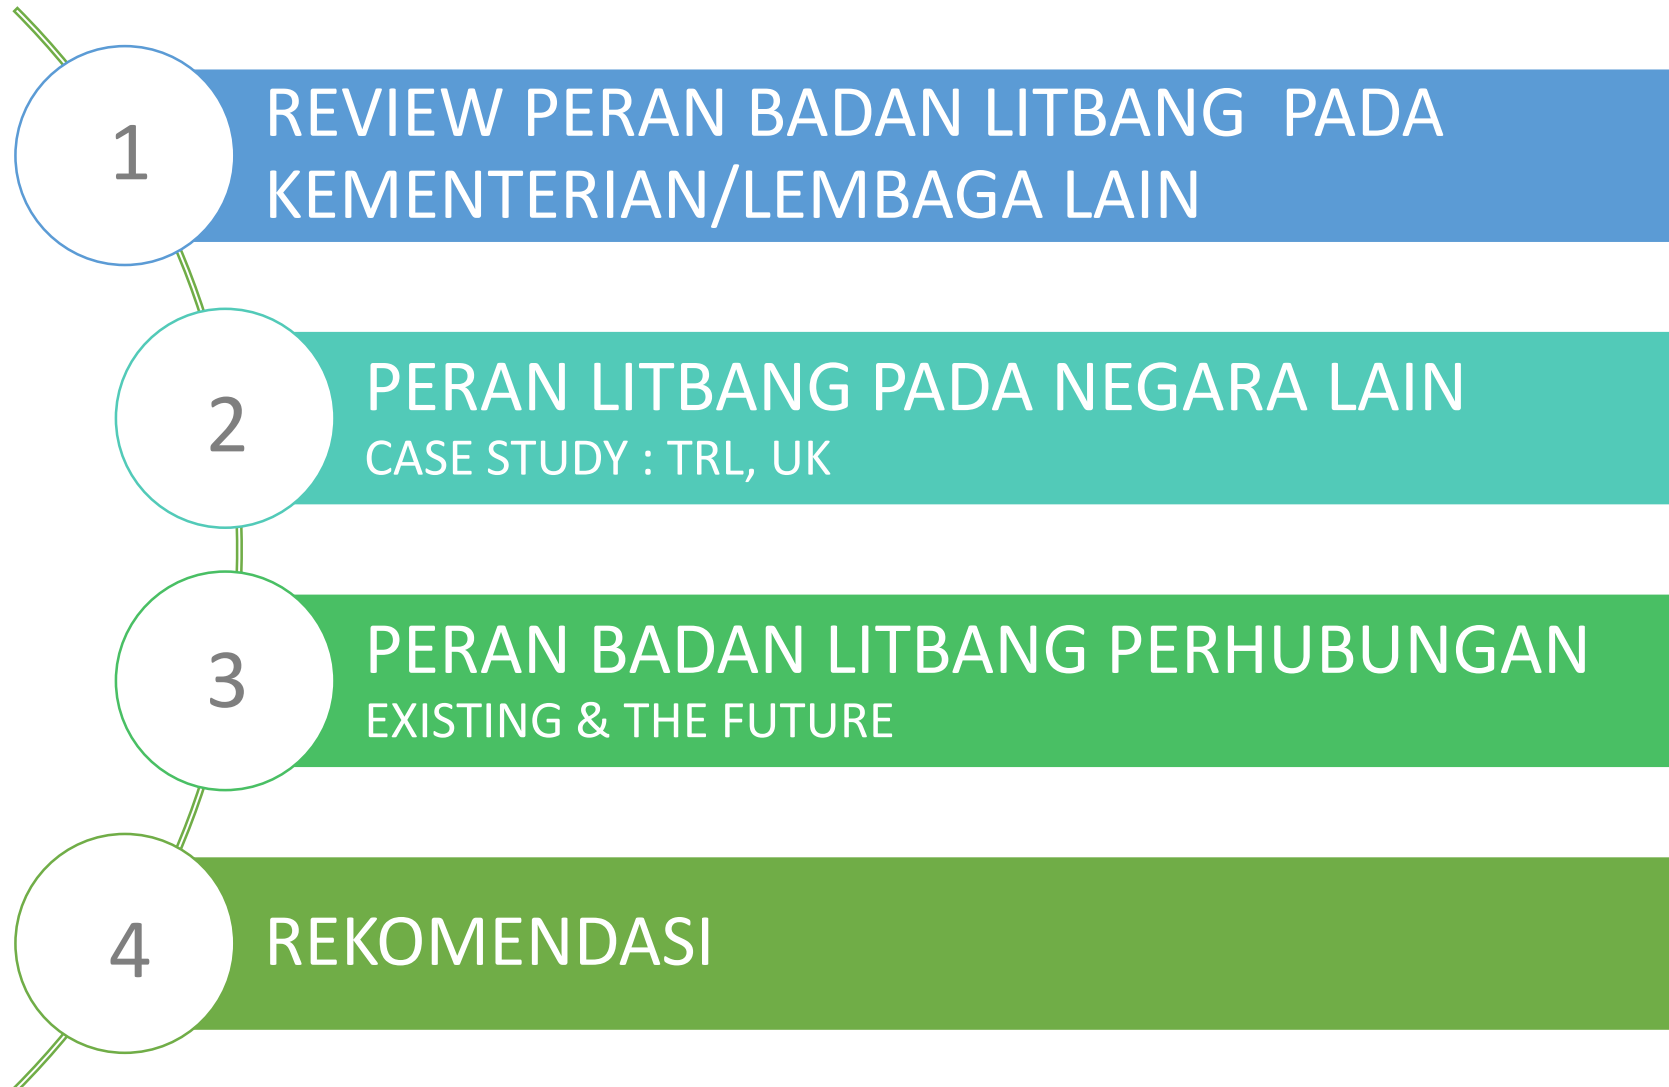 1
REVIEW PERAN BADAN LITBANG PADA
KEMENTERIAN/LEMBAGA LAIN
2
PERAN LITBANG PADA NEGARA LAIN
CASE STUDY : TRL, UK
3
PERAN BADAN LITBANG PERHUBUNGAN
EXISTING & THE FUTURE
4
REKOMENDASI